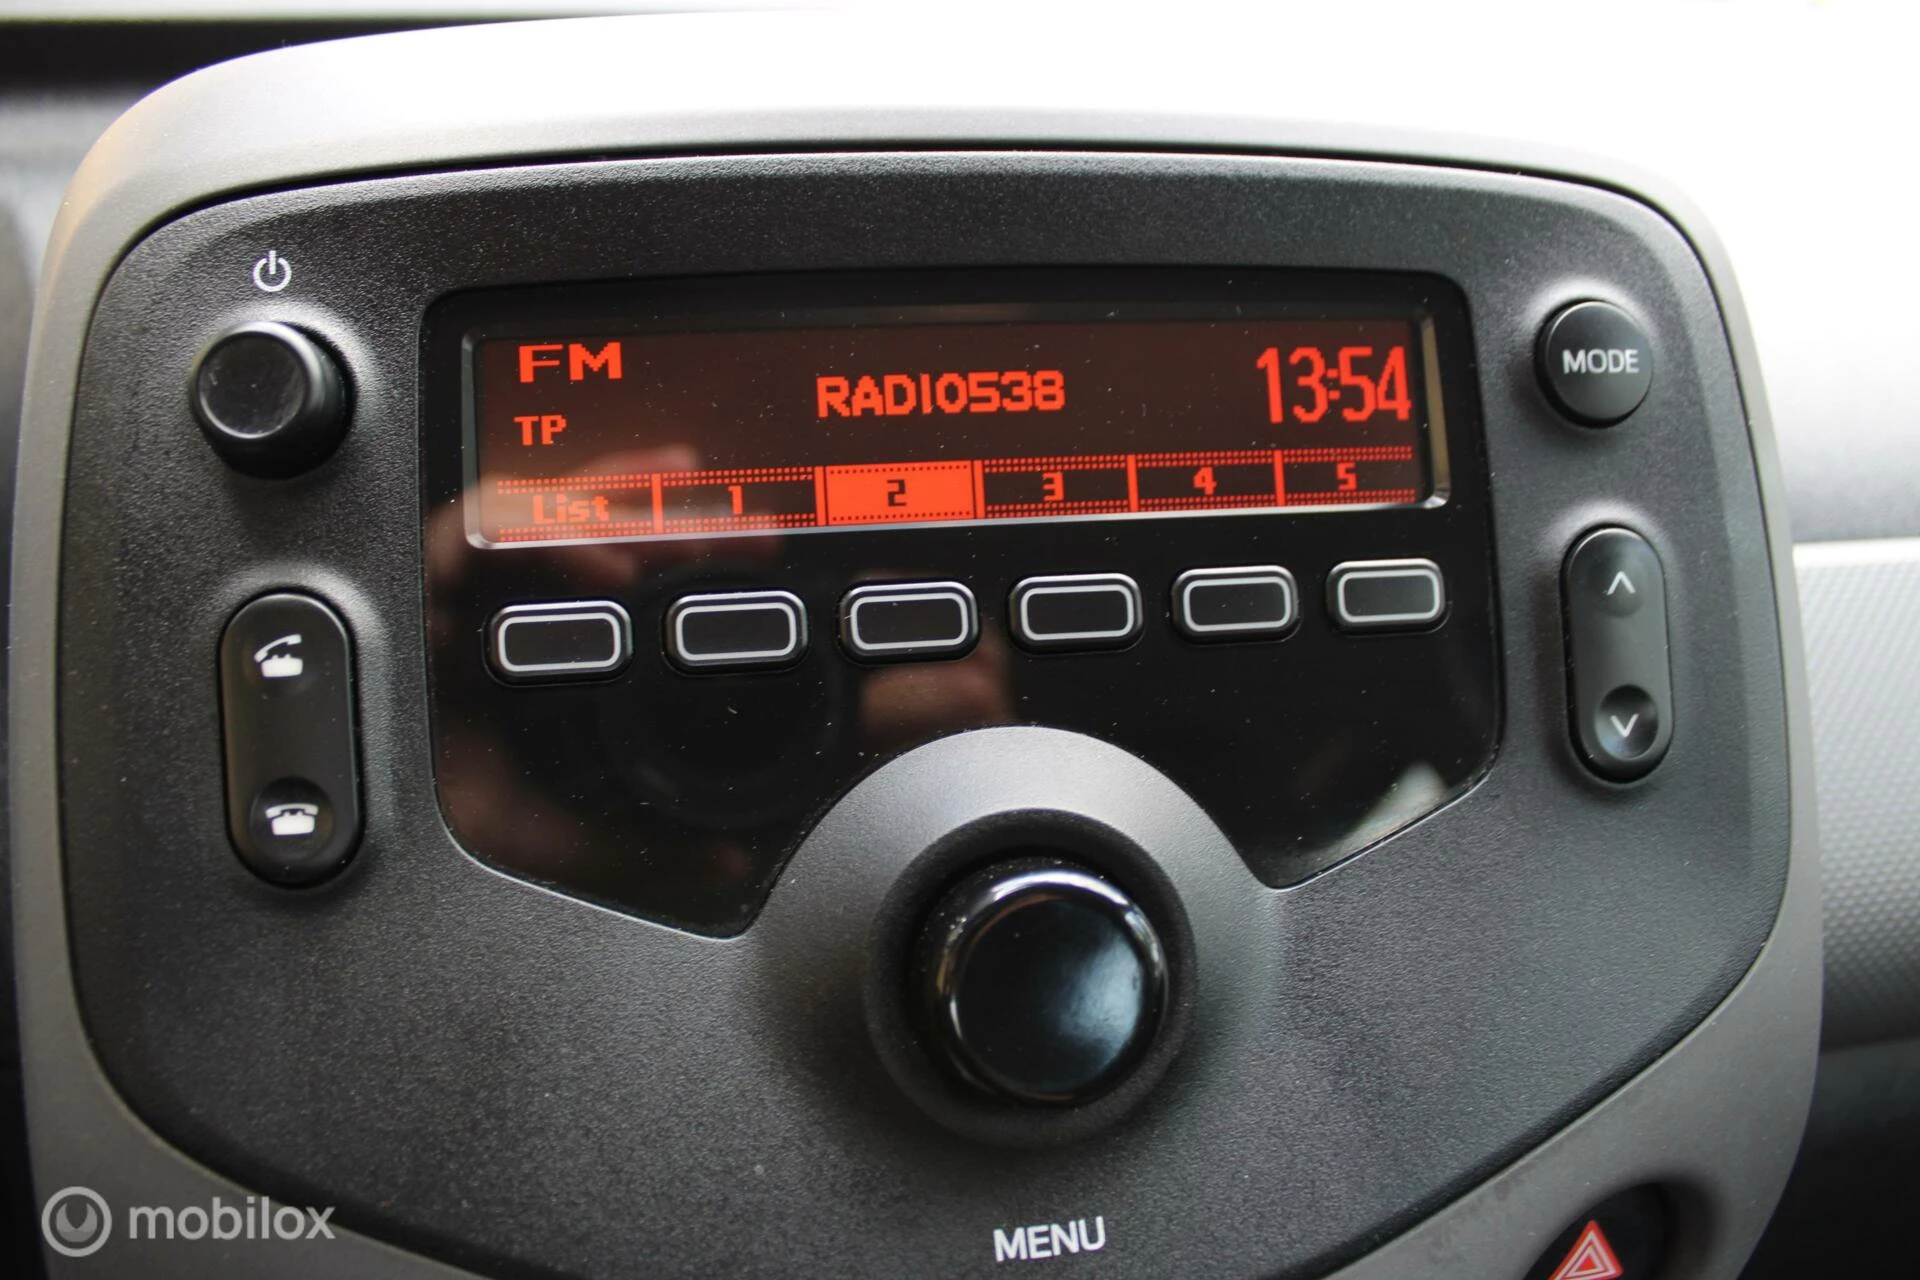 FM
RADIO538
13:54
MODE
TP
List 1 2 3 4 5
MENU
mobilox